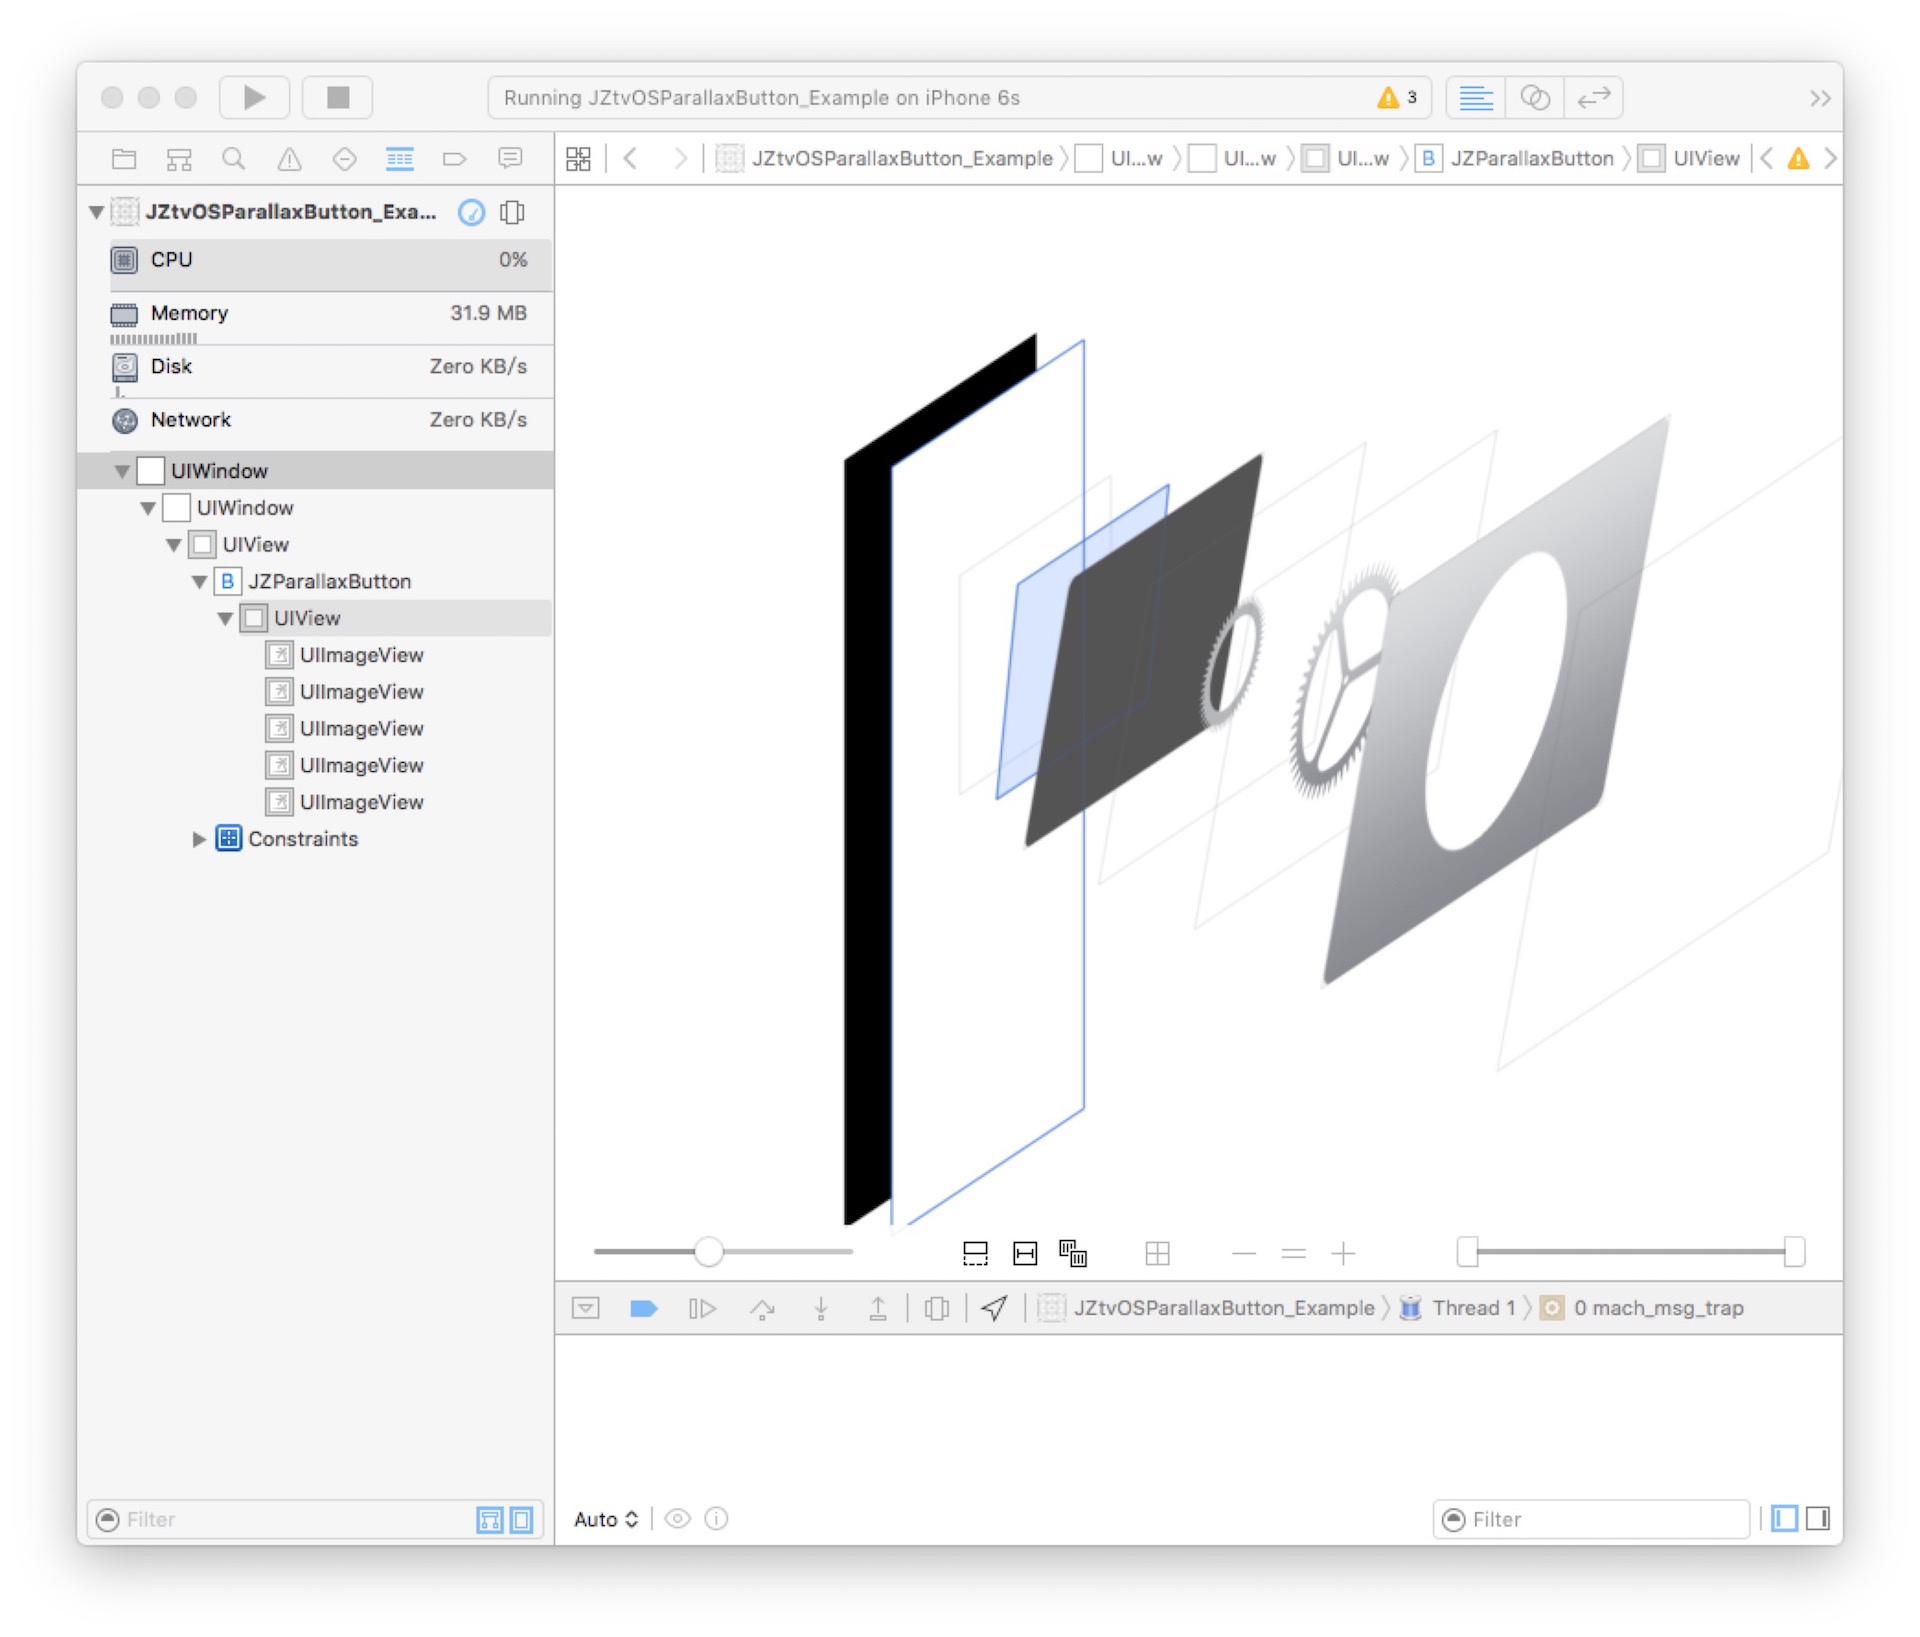 Running JZtvOSParallaxButton_Example on iPhone 6s
3
JZtvOSParallaxButton_Example
UI...w
UI...w
UI...w
B
JZParallaxButton
UIView
JZtvOSParallaxButton_Exa...
CPU
0%
Memory
31.9 MB
Disk
Zero KB/s
Network
Zero KB/s
UIWindow
UIWindow
UIView
B JZParallaxButton
UIView
UIImageView
UIImageView
UIImageView
UIImageView
UIImageView
Constraints
JZtvOSParallaxButton_Example
Thread 1
0 mach_msg_trap
Filter
Auto
Filter